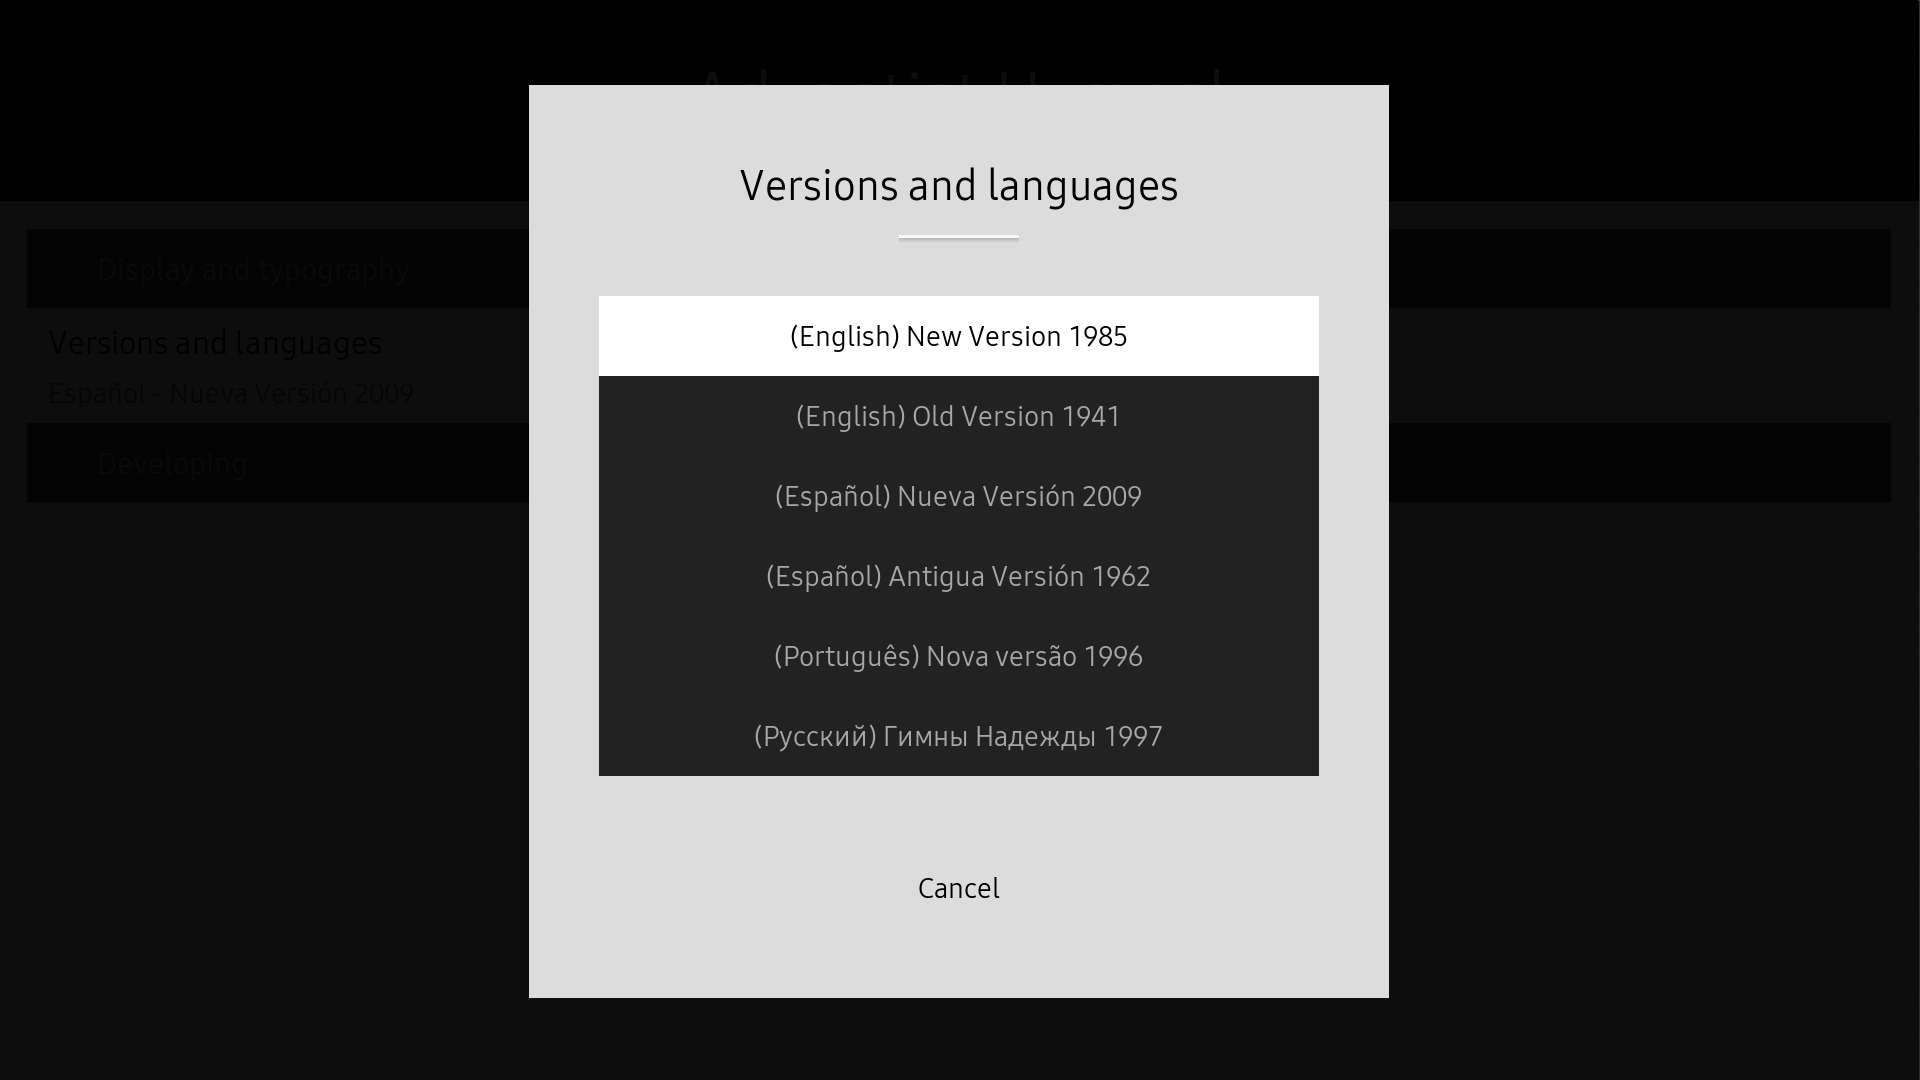 Versions and languages
(English) New Version 1985
(English) Old Version 1941
(Español) Nueva Versión 2009
(Español) Antigua Versión 1962
(Português) Nova versão 1996
(Русский) Гимны Надежды 1997
Cancel
Display and typography
Versions and languages
Español - Nueva Versión 2009
Developing